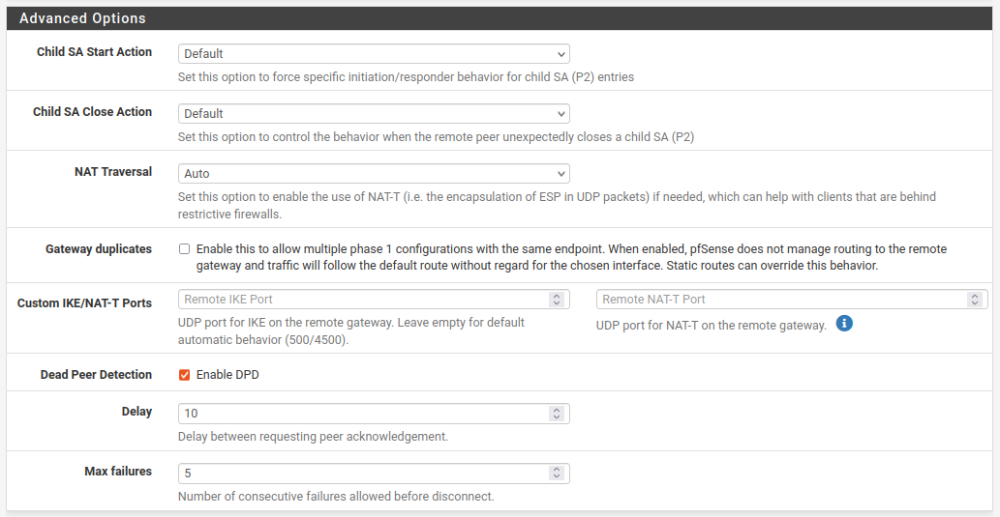 Advanced Options
Child SA Start Action
Default
Set this option to force specific initiation/responder behavior for child SA (P2) entries
Child SA Close Action
Default
Set this option to control the behavior when the remote peer unexpectedly closes a child SA (P2)
NAT Traversal
Auto
Set this option to enable the use of NAT-T (i.e. the encapsulation of ESP in UDP packets) if needed, which can help with clients that are behind
restrictive firewalls.
Gateway duplicates
Enable this to allow multiple phase 1 configurations with the same endpoint. When enabled, pfSense does not manage routing to the remote
gateway and traffic will follow the default route without regard for the chosen interface. Static routes can override this behavior.
Custom IKE/NAT-T Ports
Remote IKE Port
UDP port for IKE on the remote gateway. Leave empty for default
automatic behavior (500/4500).
Remote NAT-T Port
UDP port for NAT-T on the remote gateway.
Dead Peer Detection
Enable DPD
Delay
10
Delay between requesting peer acknowledgement.
Max failures
5
Number of consecutive failures allowed before disconnect.